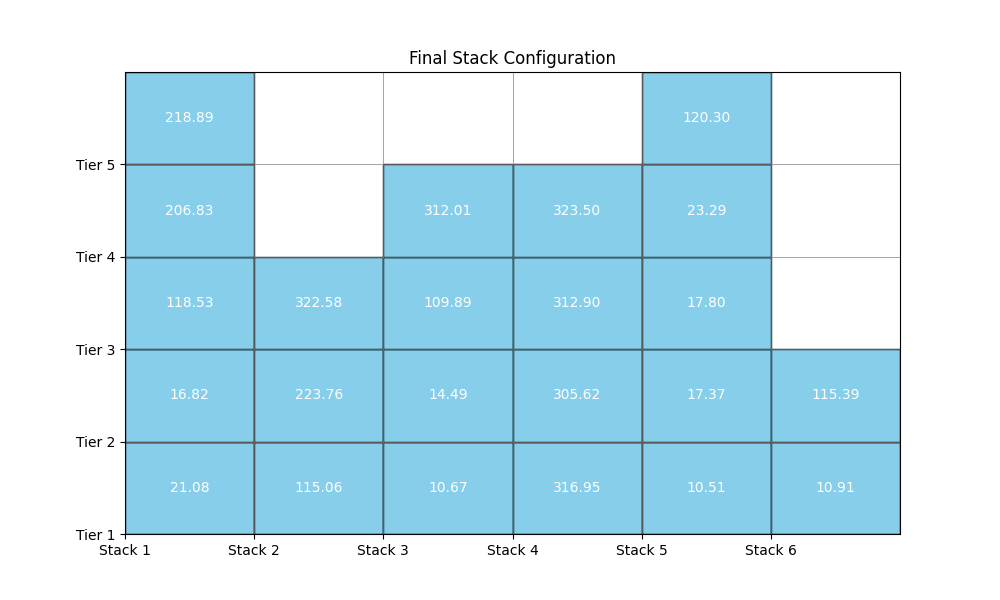 Final Stack Configuration
218.89 120.30
Tier 5
206.83 312.01 323.50 23.29
Tier 4
118.53 322.58 109.89 312.90 17.80
Tier 3
16.82 223.76 14.49 305.62 17.37 115.39
Tier 2
21.08 115.06 10.67 316.95 10.51 10.91
Tier 1
Stack 1 Stack 2 Stack 3 Stack 4 Stack 5 Stack 6